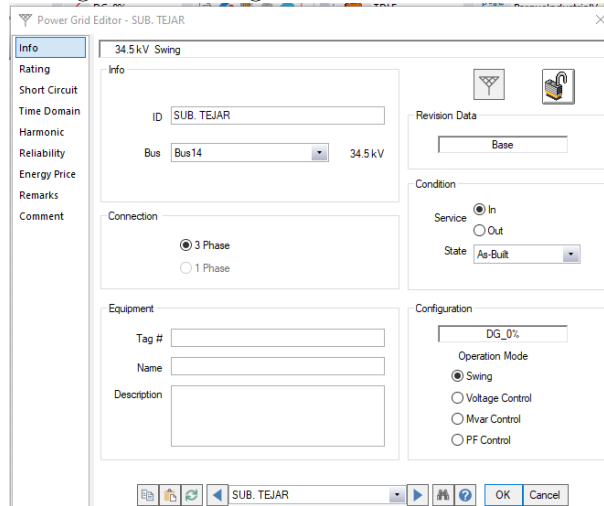 DG_0%
Power Grid Editor - SUB. TEJAR
Info
Rating
Short Circuit
Time Domain
Harmonic
Reliability
Energy Price
Remarks
Comment
34.5 kV Swing
Info
ID SUB. TEJAR
Bus Bus14 34.5 kV
Revision Data
Base
Condition
Service In
Out
State As-Built
Connection
3 Phase
1 Phase
Equipment
Tag #
Name
Description
Configuration
DG_0%
Operation Mode
Swing
Voltage Control
Mvar Control
PF Control
SUB. TEJAR
?
OK Cancel